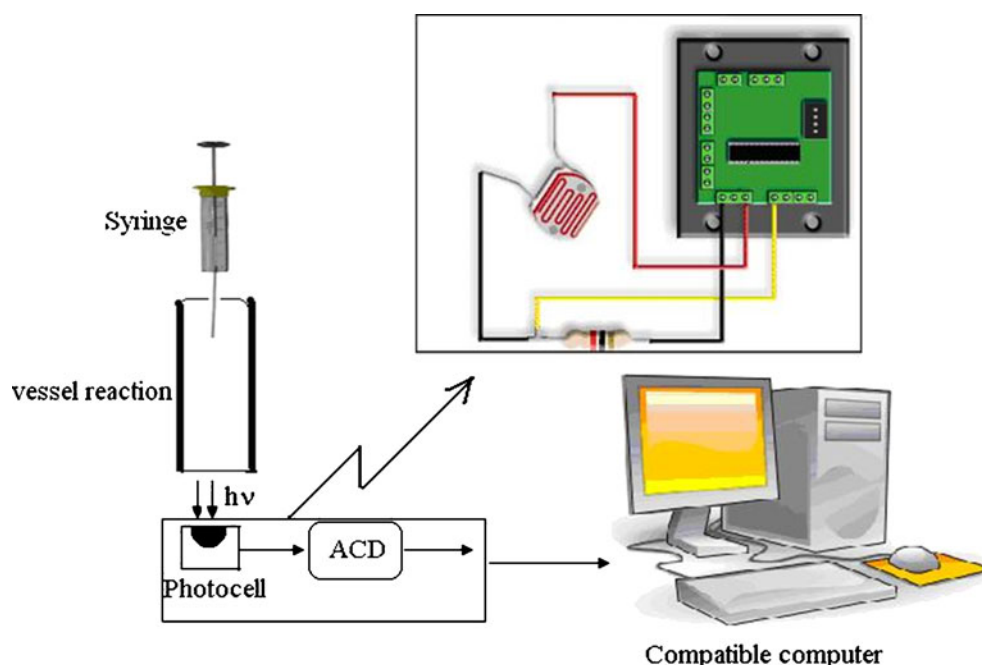 Syringe
vessel reaction
hν
Photocell
ACD
Compatible computer